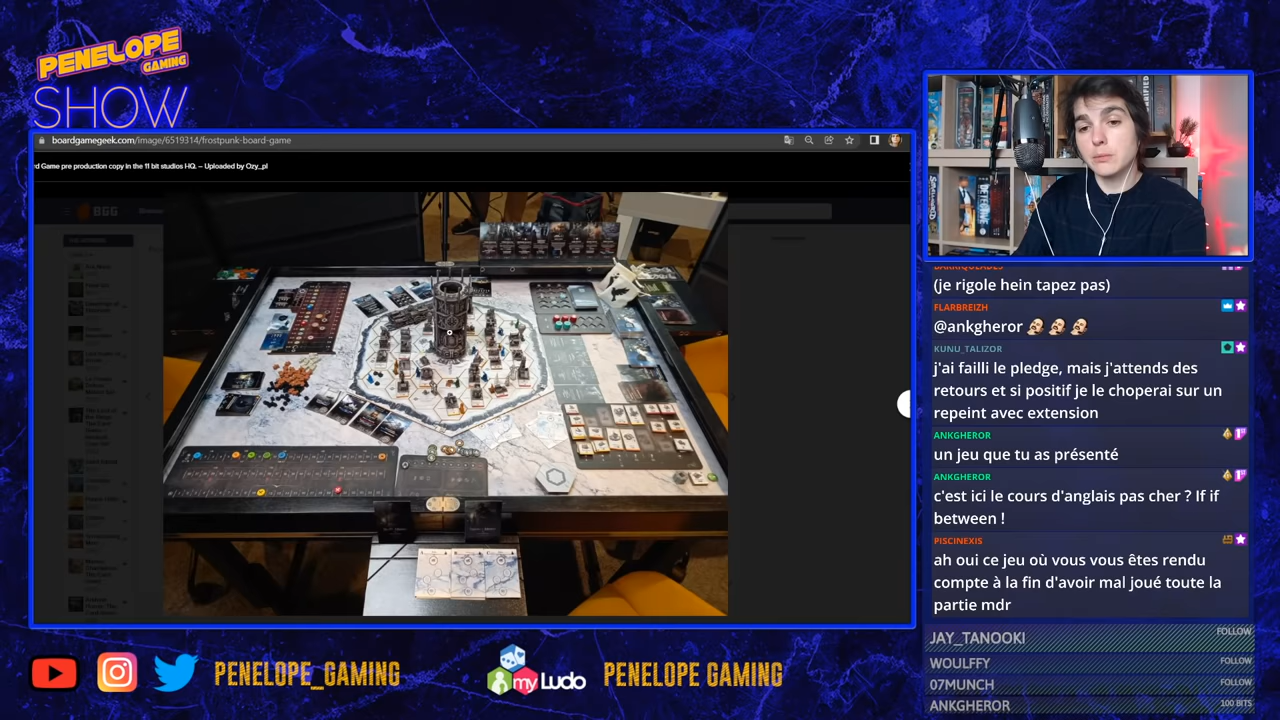 PENELOPE
GAMING
SHOW
boardgamegeek.com/image/6519314/frostpunk-board-game
rd Game pre production copy in the 11 bit studios HQ. – Uploaded by Ozy_pl
BGG
DETECTIVE
(je rigole hein tapez pas)
FLARBREIZH
@ankgheror
KUNU_TALIZOR
j'ai failli le pledge, mais j'attends des
retours et si positif je le choperai sur un
repeint avec extension
ANKGHEROR
un jeu que tu as présenté
ANKGHEROR
c'est ici le cours d'anglais pas cher ? If if
between !
PISCINEXIS
ah oui ce jeu où vous vous êtes rendu
compte à la fin d'avoir mal joué toute la
partie mdr
JAY_TANOOKI FOLLOW
WOULFFY FOLLOW
07MUNCH FOLLOW
ANKGHEROR 100 BITS
PENELOPE_GAMING
my Ludo
PENELOPE GAMING